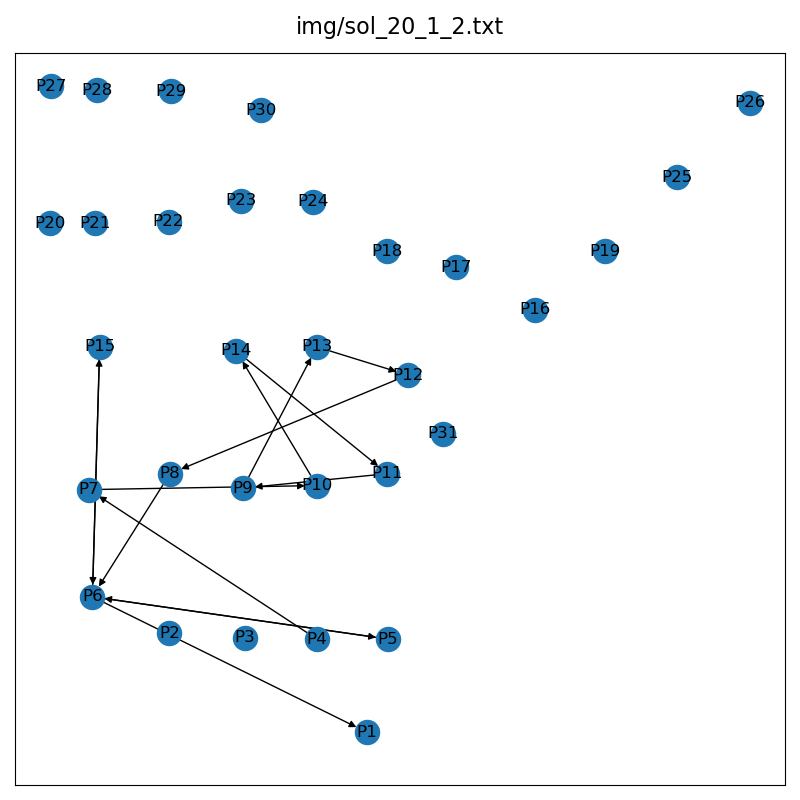 img/sol_20_1_2.txt
P27 P28 P29 P30 P26
P25
P23 P24
P20 P21 P22
P18 P17 P19
P16
P15 P14 P13
P12
P31
P8 P11
P7 P9 P10
P6
P2 P3 P4 P5
P1